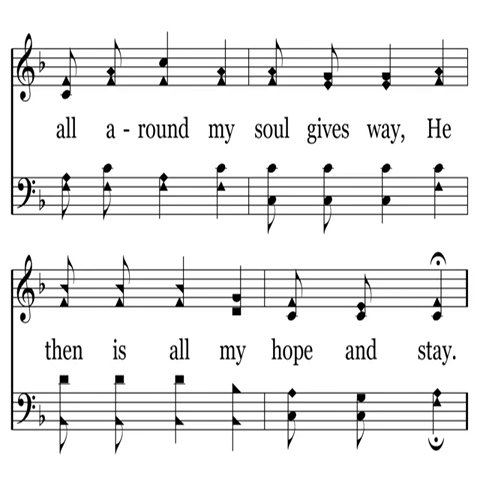 all a - round my soul gives way, He
then is all my hope and stay.